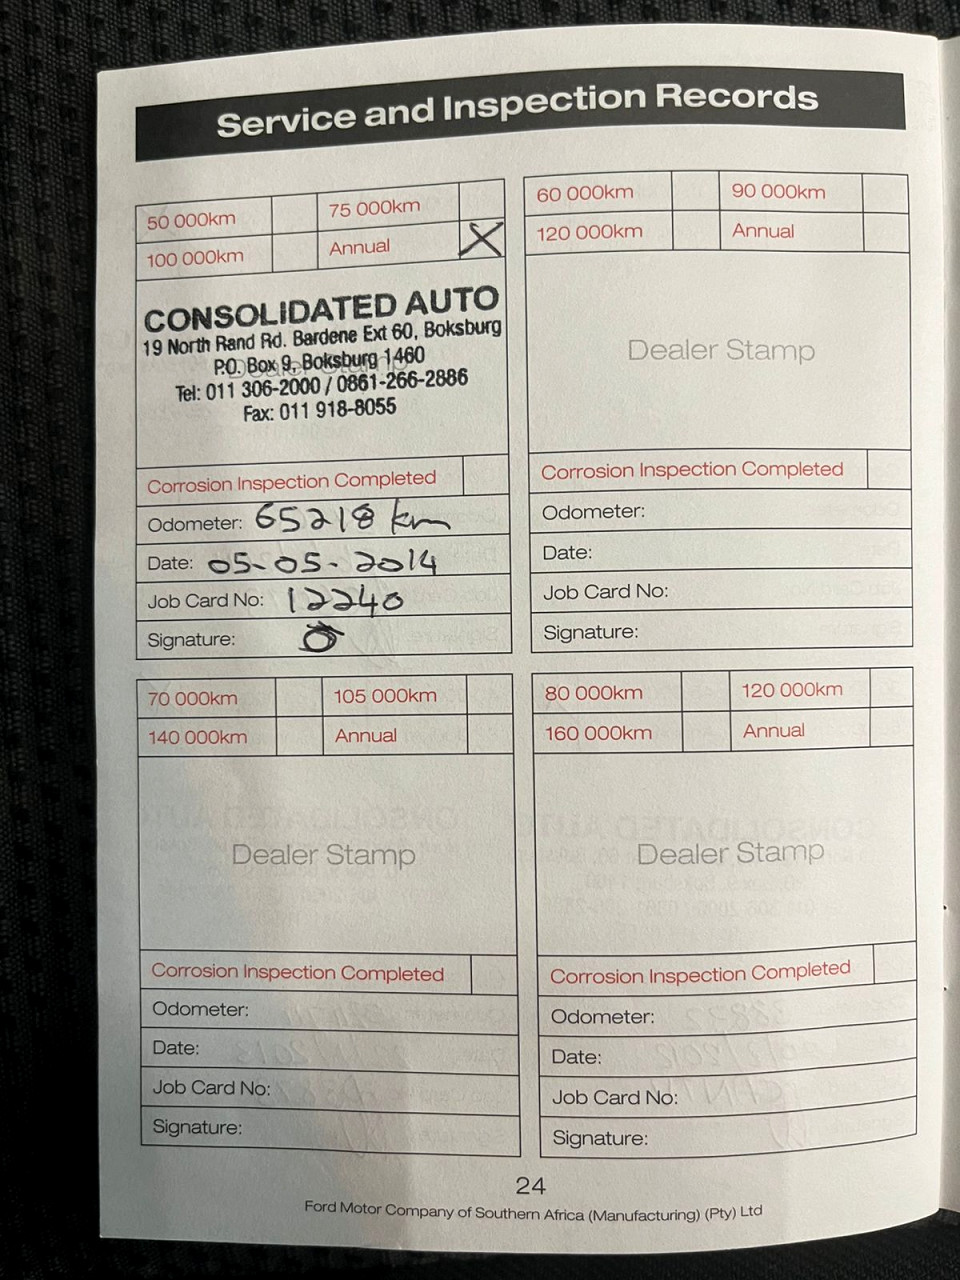 Service and Inspection Records
50 000km 75 000km
100 000km Annual X
CONSOLIDATED AUTO
19 North Rand Rd. Bardene Ext 60, Boksburg
P.O. Box 9, Boksburg 1460
Dealer Stamp
Tel: 011 306-2000 / 0861-266-2886
Fax: 011 918-8055
Corrosion Inspection Completed
Odometer: 65218 km
Date: 05-05-2014
Job Card No: 12240
Signature:
60 000km 90 000km
120 000km Annual
Dealer Stamp
Corrosion Inspection Completed
Odometer:
Date:
Job Card No:
Signature:
70 000km 105 000km
140 000km Annual
Dealer Stamp
Corrosion Inspection Completed
Odometer:
Date:
Job Card No:
Signature:
80 000km 120 000km
160 000km Annual
Dealer Stamp
Corrosion Inspection Completed
Odometer:
Date:
Job Card No:
Signature:
24
Ford Motor Company of Southern Africa (Manufacturing) (Pty) Ltd